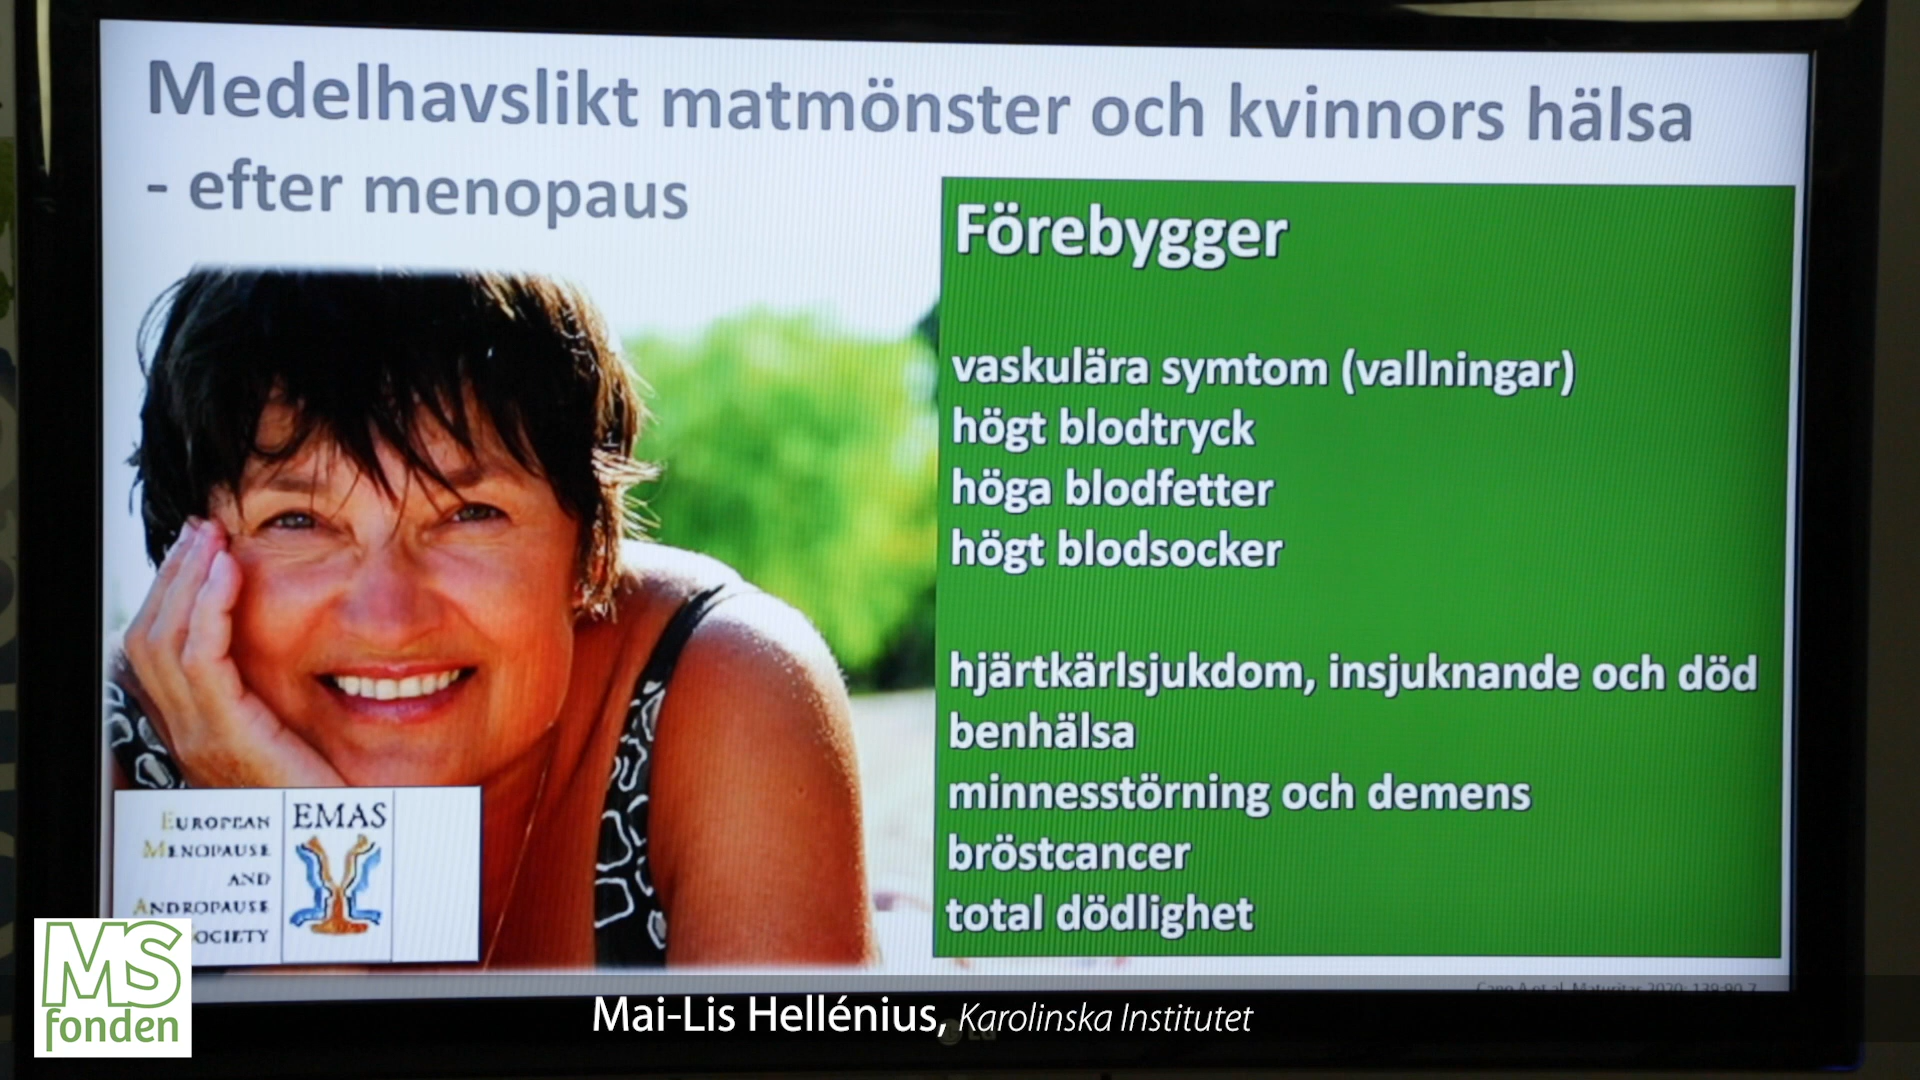 Medelhavslikt matmönster och kvinnors hälsa
- efter menopaus
Förebygger
vaskulära symtom (vallningar)
högt blodtryck
höga blodfetter
högt blodsocker
hjärtkärlsjukdom, insjuknande och död
benhälsa
minnesstörning och demens
bröstcancer
total dödlighet
EUROPEAN
MENOPAUSE
AND
ANDROPAUSE
OCIETY
EMAS
MS
fonden
Mai-Lis Hellénius, Karolinska Institutet
LG